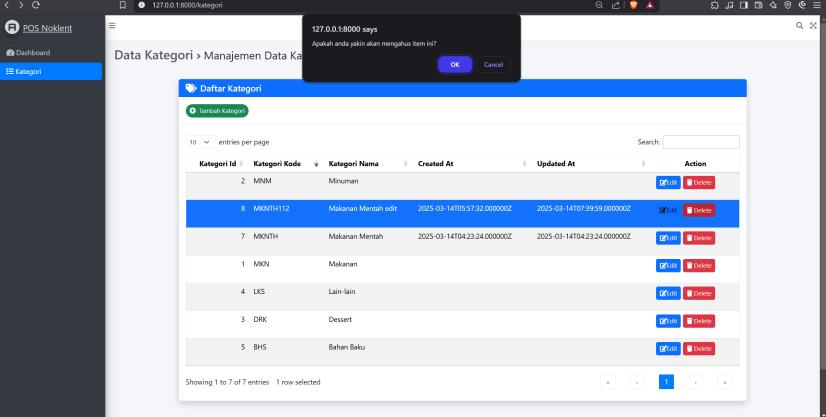 127.0.0.1:8000/kategori
127.0.0.1:8000 says
Apakah anda yakin akan mengahus item ini?
OK Cancel
POS Noklent
Dashboard
Kategori
Data Kategori > Manajemen Data Ka
Daftar Kategori
Tambah Kategori
10 entries per page Search:
Kategori Id Kategori Kode Kategori Nama Created At Updated At Action
2 MNM Minuman Edit Delete
8 MKNTH112 Makanan Mentah edit 2025-03-14T05:57:32.000000Z 2025-03-14T07:39:59.000000Z Edit Delete
7 MKNTH Makanan Mentah 2025-03-14T04:23:24.000000Z 2025-03-14T04:23:24.000000Z Edit Delete
1 MKN Makanan Edit Delete
4 LKS Lain-lain Edit Delete
3 DRK Dessert Edit Delete
5 BHS Bahan Baku Edit Delete
Showing 1 to 7 of 7 entries 1 row selected « ‹ 1 › »